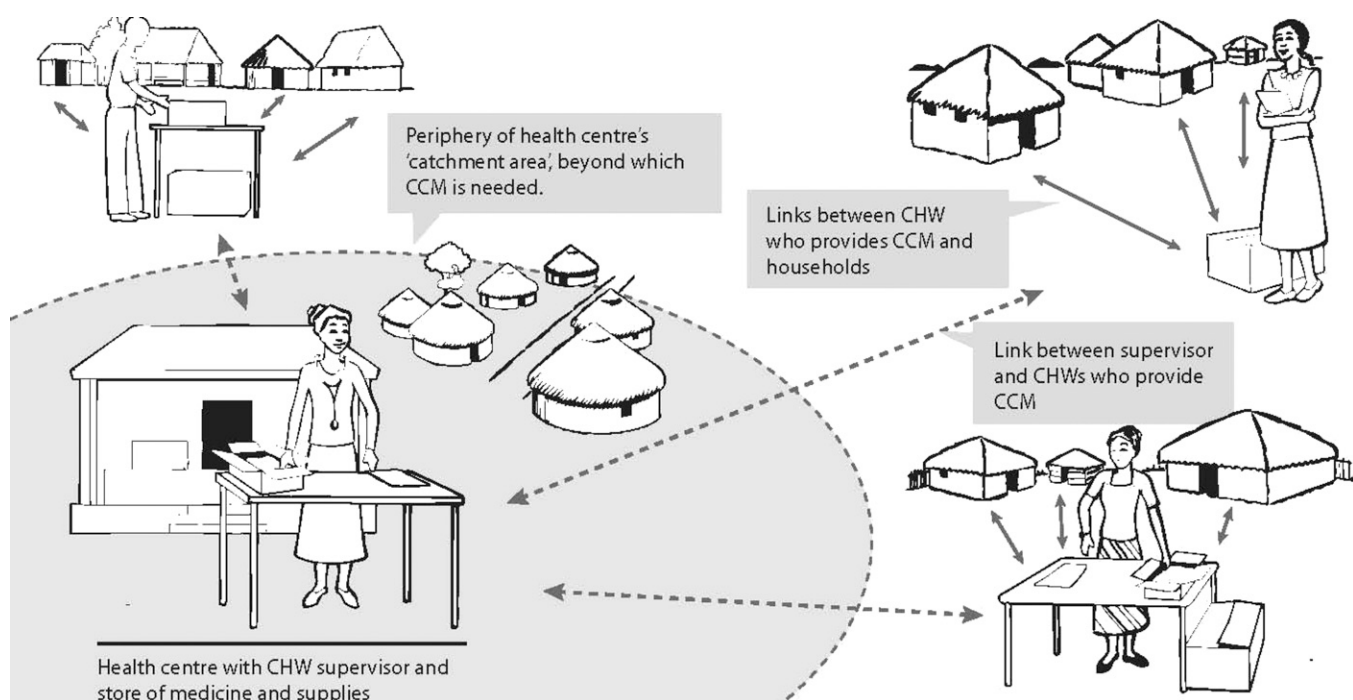 Periphery of health centre's
‘catchment area’, beyond which
CCM is needed.
Links between CHW
who provides CCM and
households
Link between supervisor
and CHWs who provide
CCM
Health centre with CHW supervisor and
store of medicine and supplies